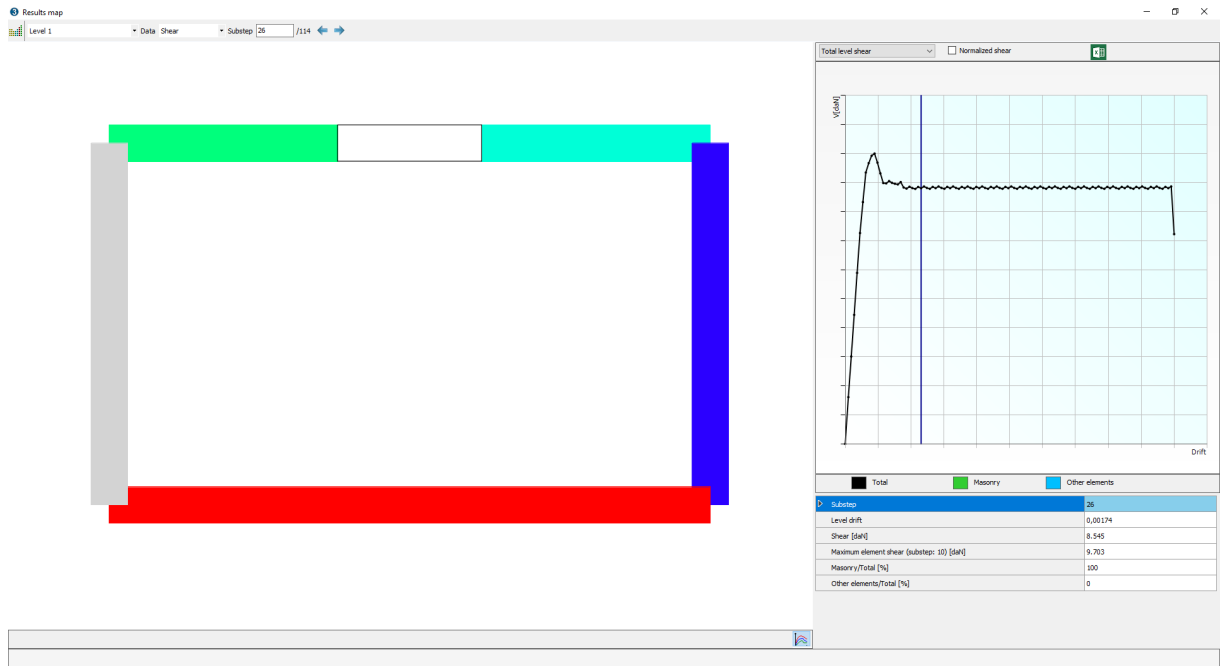 Results map
Level 1 Data Shear Substep 26 /114
Total level shear Normalized shear
V[daN]
Drift
Total Masonry Other elements
Substep 26
Level drift 0,00174
Shear [daN] 8.545
Maximum element shear (substep: 10) [daN] 9.703
Masonry/Total [%] 100
Other elements/Total [%] 0